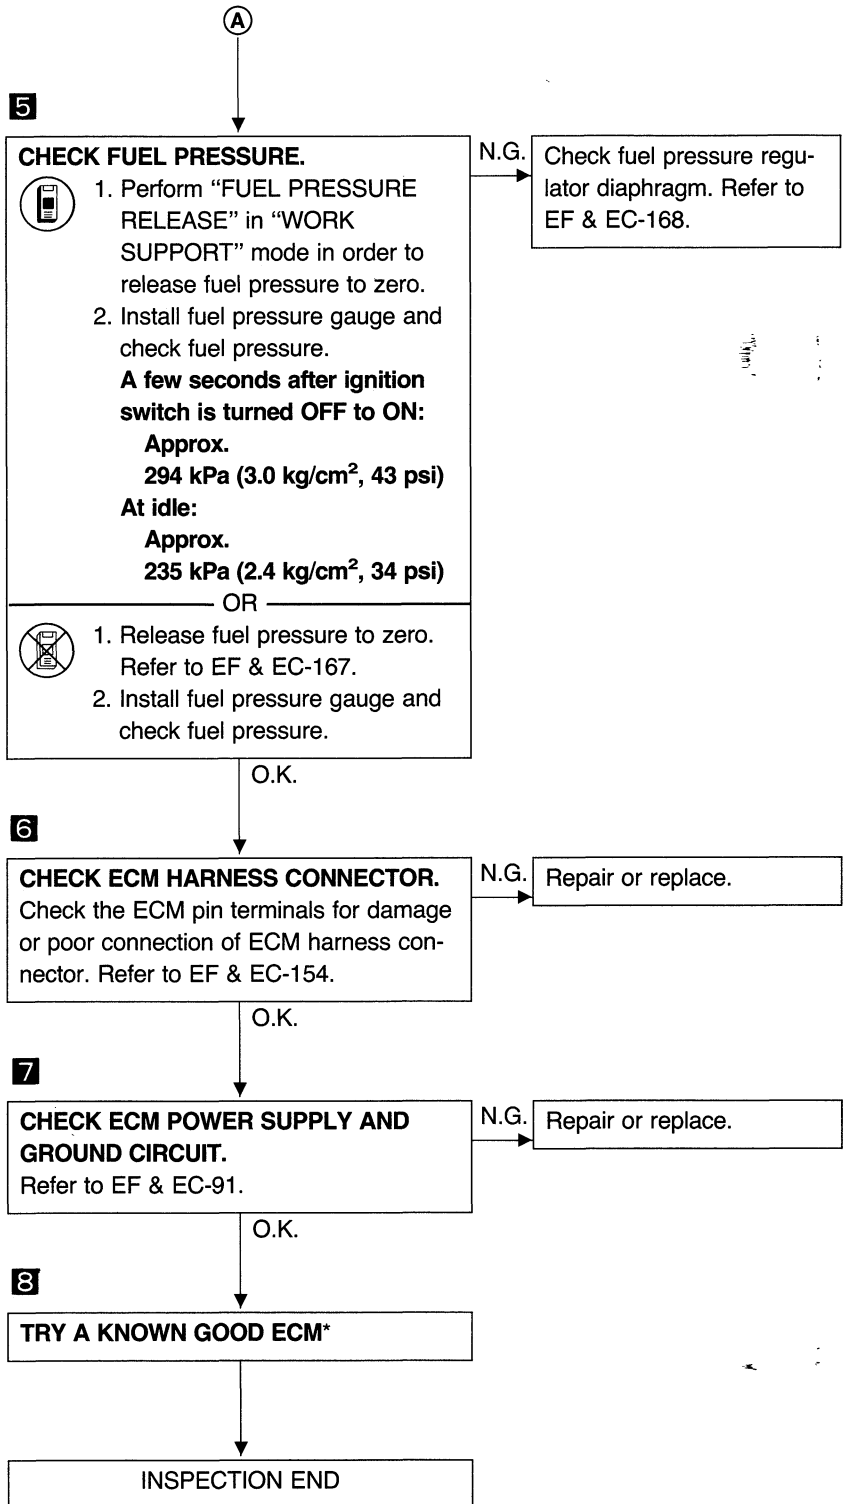 A
5
CHECK FUEL PRESSURE.
1. Perform “FUEL PRESSURE
RELEASE” in “WORK
SUPPORT” mode in order to
release fuel pressure to zero.
2. Install fuel pressure gauge and
check fuel pressure.
A few seconds after ignition
switch is turned OFF to ON:
Approx.
294 kPa (3.0 kg/cm², 43 psi)
At idle:
Approx.
235 kPa (2.4 kg/cm², 34 psi)
OR
1. Release fuel pressure to zero.
Refer to EF & EC-167.
2. Install fuel pressure gauge and
check fuel pressure.
N.G.
Check fuel pressure regu-
lator diaphragm. Refer to
EF & EC-168.
O.K.
6
CHECK ECM HARNESS CONNECTOR.
Check the ECM pin terminals for damage
or poor connection of ECM harness con-
nector. Refer to EF & EC-154.
N.G.
Repair or replace.
O.K.
7
CHECK ECM POWER SUPPLY AND
GROUND CIRCUIT.
Refer to EF & EC-91.
N.G.
Repair or replace.
O.K.
8
TRY A KNOWN GOOD ECM*
INSPECTION END